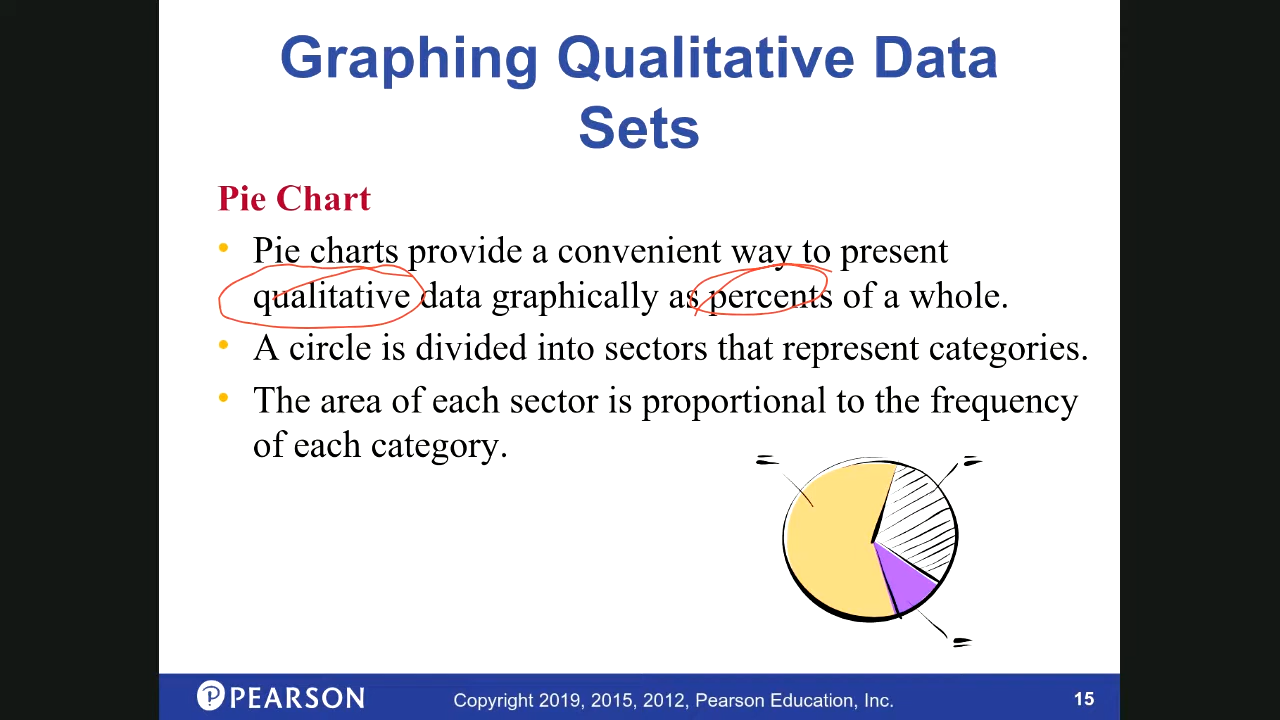 Graphing Qualitative Data
Sets
Pie Chart
• Pie charts provide a convenient way to present
qualitative data graphically as percents of a whole.
• A circle is divided into sectors that represent categories.
• The area of each sector is proportional to the frequency
of each category.
PEARSON
Copyright 2019, 2015, 2012, Pearson Education, Inc.
15